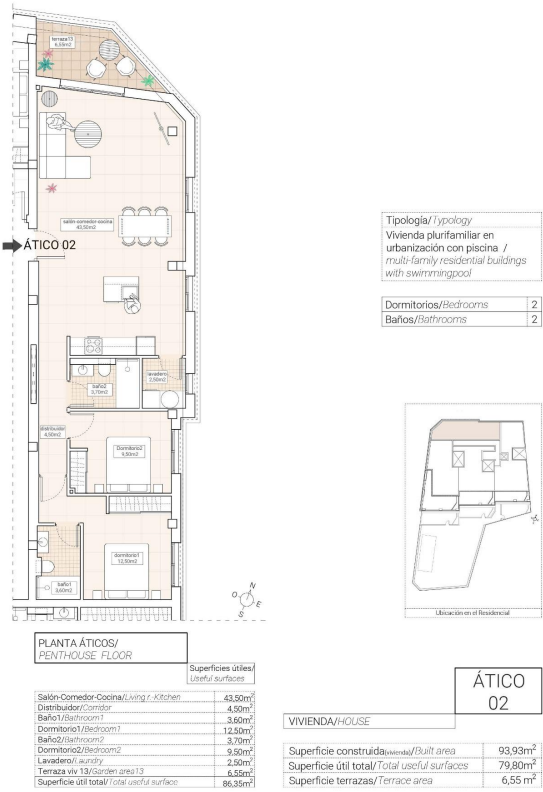 terraza13
6,55m2
salón-comedor-cocina
43,50m2
ÁTICO 02
lavadero
2,50m2
baño2
3,70m2
distribuidor
4,50m2
Dormitorio2
9,50m2
dormitorio1
12,50m2
baño1
3,60m2
N
O
E
S
Tipología/Typology
Vivienda plurifamiliar en
urbanización con piscina /
multi-family residential buildings
with swimmingpool
Dormitorios/Bedrooms 2
Baños/Bathrooms 2
Ubicación en el Residencial
PLANTA ÁTICOS/
PENTHOUSE FLOOR
Superficies útiles/
Useful surfaces
Salón-Comedor-Cocina/Living r.-Kitchen 43,50m²
Distribuidor/Corridor 4,50m²
Baño1/Bathroom1 3,60m²
Dormitorio1/Bedroom1 12,50m²
Baño2/Bathroom2 3,70m²
Dormitorio2/Bedroom2 9,50m²
Lavadero/Laundry 2,50m²
Terraza viv 13/Garden area13 6,55m²
Superficie útil total/Total useful surface 86,35m²
ÁTICO
02
VIVIENDA/HOUSE
Superficie construida(vivienda)/Built area 93,93m²
Superficie útil total/Total useful surfaces 79,80m²
Superficie terrazas/Terrace area 6,55 m²